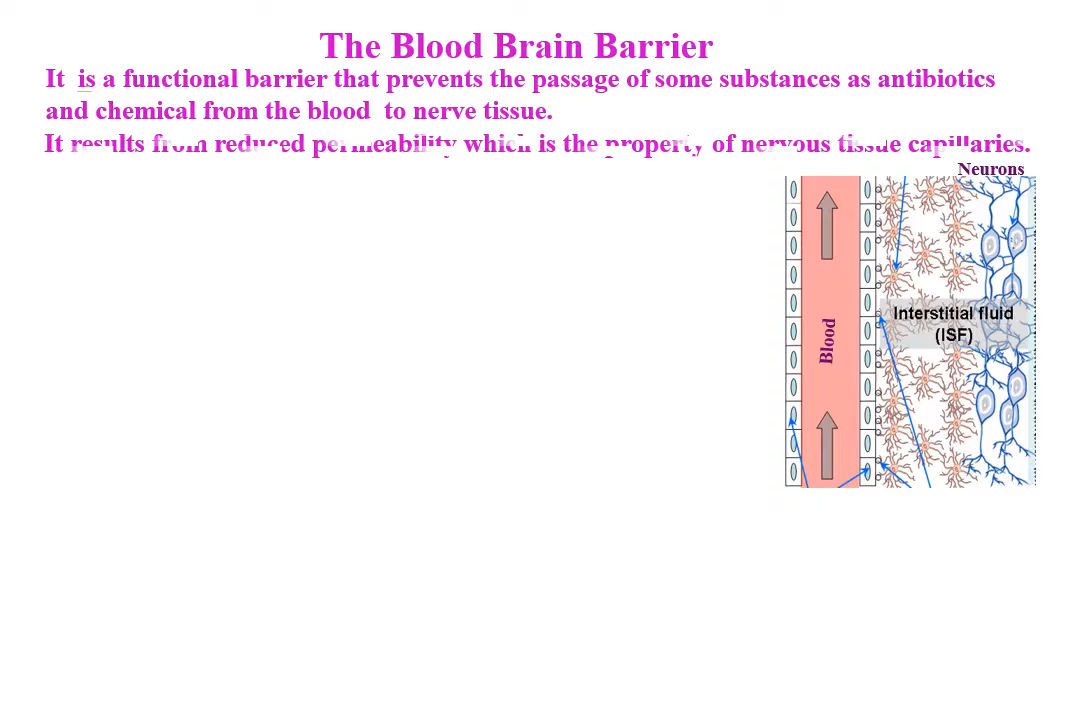 The Blood Brain Barrier
It is a functional barrier that prevents the passage of some substances as antibiotics
and chemical from the blood to nerve tissue.
It results from reduced permeability which is the property of nervous tissue capillaries.
Neurons
Interstitial fluid
(ISF)
Blood